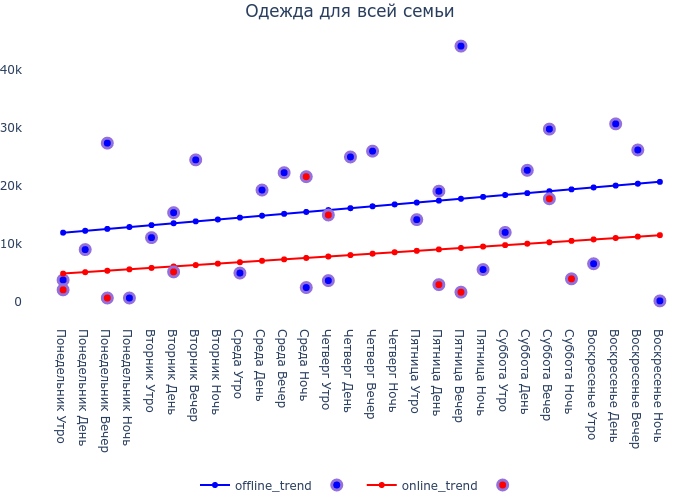 Одежда для всей семьи
40k
30k
20k
10k
0
Понедельник Утро
Понедельник День
Понедельник Вечер
Понедельник Ночь
Вторник Утро
Вторник День
Вторник Вечер
Вторник Ночь
Среда Утро
Среда День
Среда Вечер
Среда Ночь
Четверг Утро
Четверг День
Четверг Вечер
Четверг Ночь
Пятница Утро
Пятница День
Пятница Вечер
Пятница Ночь
Суббота Утро
Суббота День
Суббота Вечер
Суббота Ночь
Воскресенье Утро
Воскресенье День
Воскресенье Вечер
Воскресенье Ночь
offline_trend online_trend